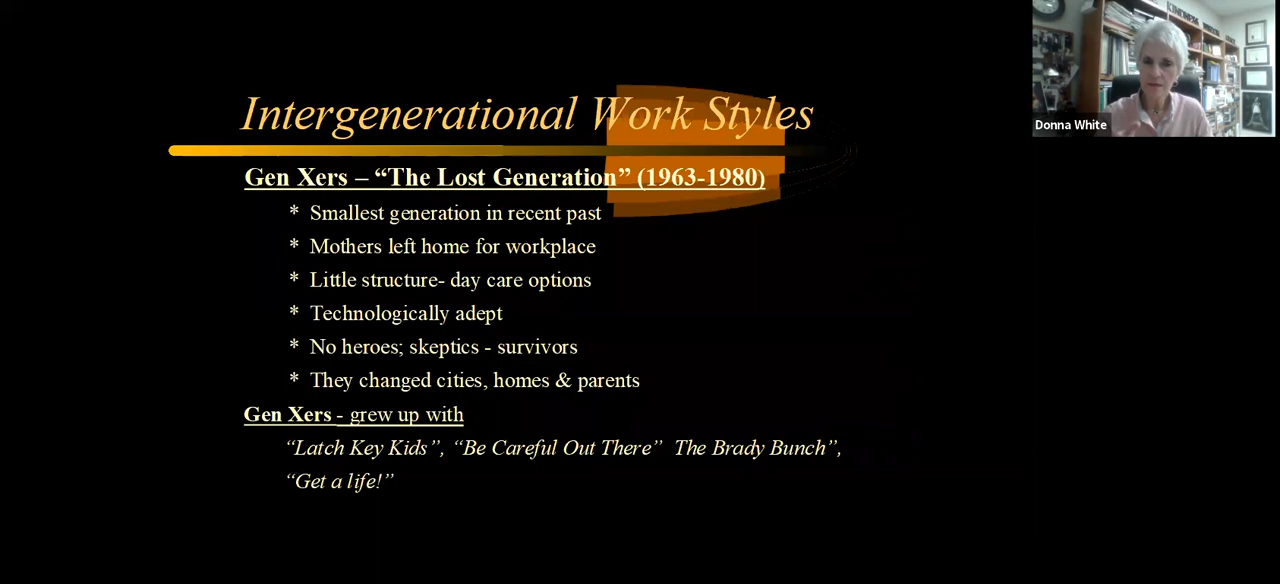 Intergenerational Work Styles
Gen Xers – “The Lost Generation” (1963-1980)
* Smallest generation in recent past
* Mothers left home for workplace
* Little structure- day care options
* Technologically adept
* No heroes; skeptics - survivors
* They changed cities, homes & parents
Gen Xers - grew up with
“Latch Key Kids”, “Be Careful Out There”  The Brady Bunch”,
“Get a life!”
KINDNESS
Donna White